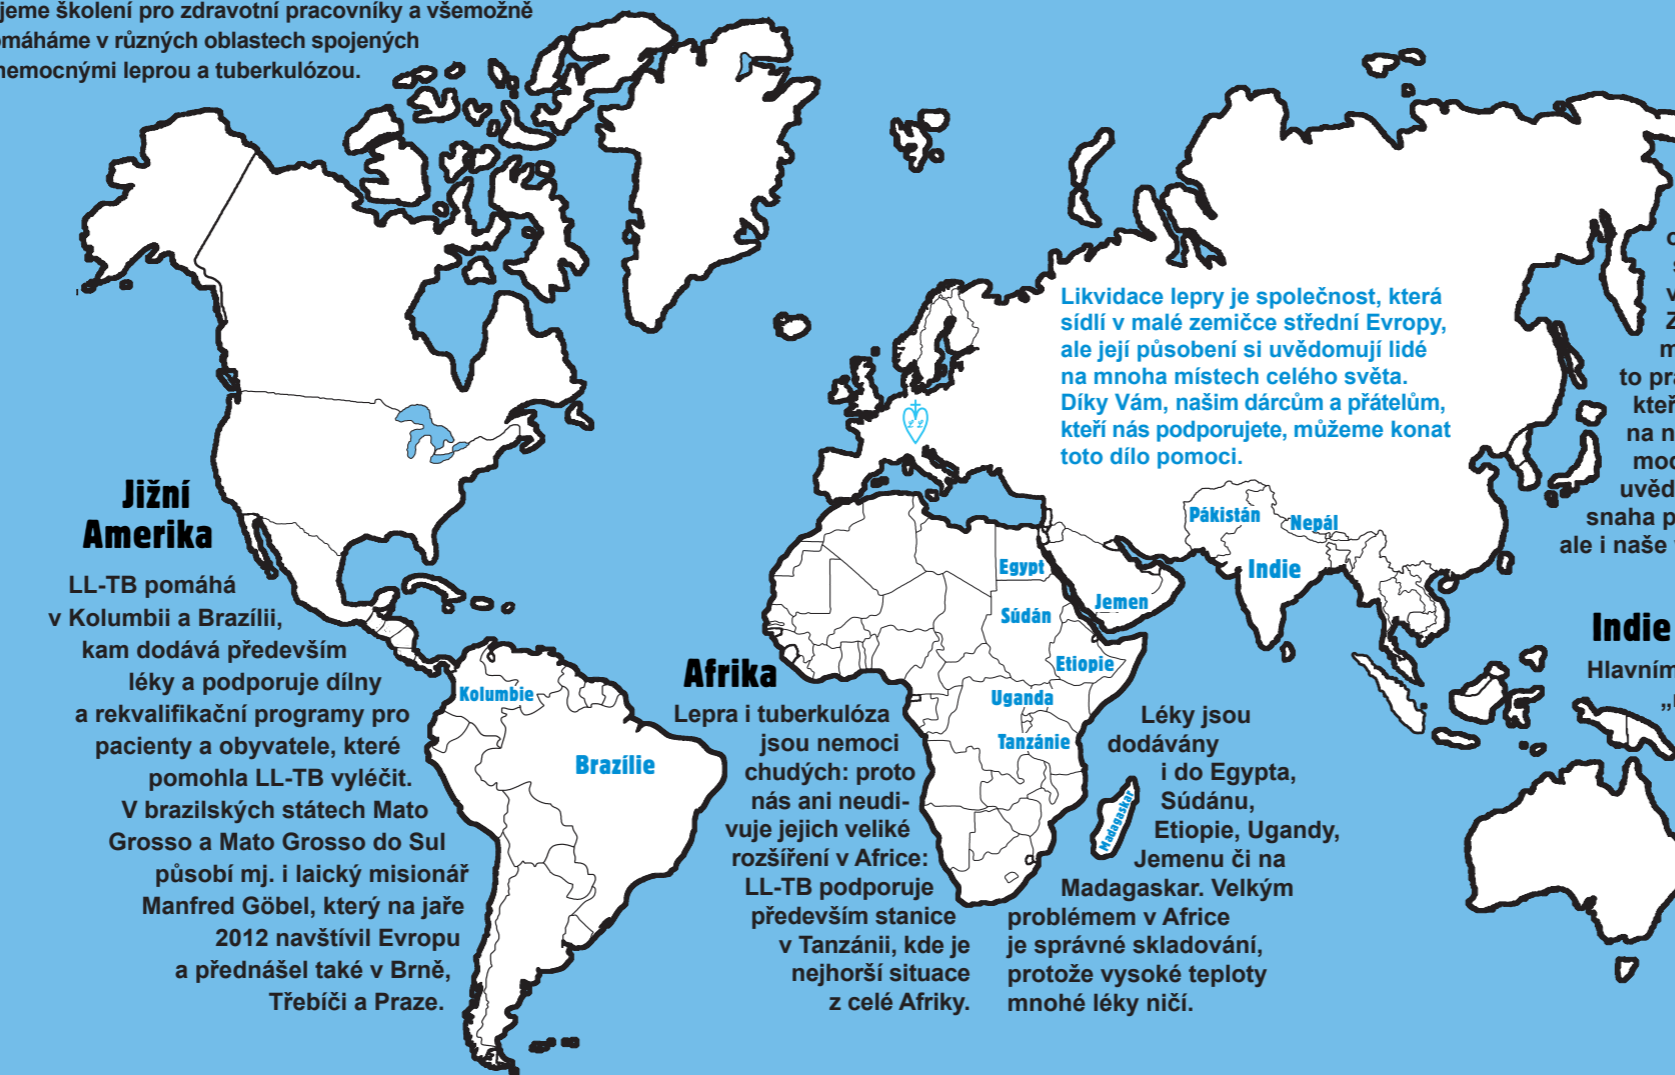 jeme školení pro zdravotní pracovníky a všemožně
máháme v různých oblastech spojených
nemocnými leprou a tuberkulózou.
Likvidace lepry je společnost, která
sídlí v malé zemičce střední Evropy,
ale její působení si uvědomují lidé
na mnoha místech celého světa.
Díky Vám, našim dárcům a přátelům,
kteří nás podporujete, můžeme konat
toto dílo pomoci.
to pra
kteř
na n
moc
uvěd
snaha p
ale i naše
Jižní
Amerika
LL-TB pomáhá
v Kolumbii a Brazílii,
kam dodává především
léky a podporuje dílny
a rekvalifikační programy pro
pacienty a obyvatele, které
pomohla LL-TB vyléčit.
V brazilských státech Mato
Grosso a Mato Grosso do Sul
působí mj. i laický misionář
Manfred Göbel, který na jaře
2012 navštívil Evropu
a přednášel také v Brně,
Třebíči a Praze.
Kolumbie
Brazílie
Afrika
Lepra i tuberkulóza
jsou nemoci
chudých: proto
nás ani neudi-
vuje jejich veliké
rozšíření v Africe:
LL-TB podporuje
především stanice
v Tanzánii, kde je
nejhorší situace
z celé Afriky.
Léky jsou
dodávány
i do Egypta,
Súdánu,
Etiopie, Ugandy,
Jemenu či na
Madagaskar. Velkým
problémem v Africe
je správné skladování,
protože vysoké teploty
mnohé léky ničí.
Egypt
Súdán
Etiopie
Uganda
Tanzánie
Madagaskar
Jemen
Pákistán
Nepál
Indie
Indie
Hlavním